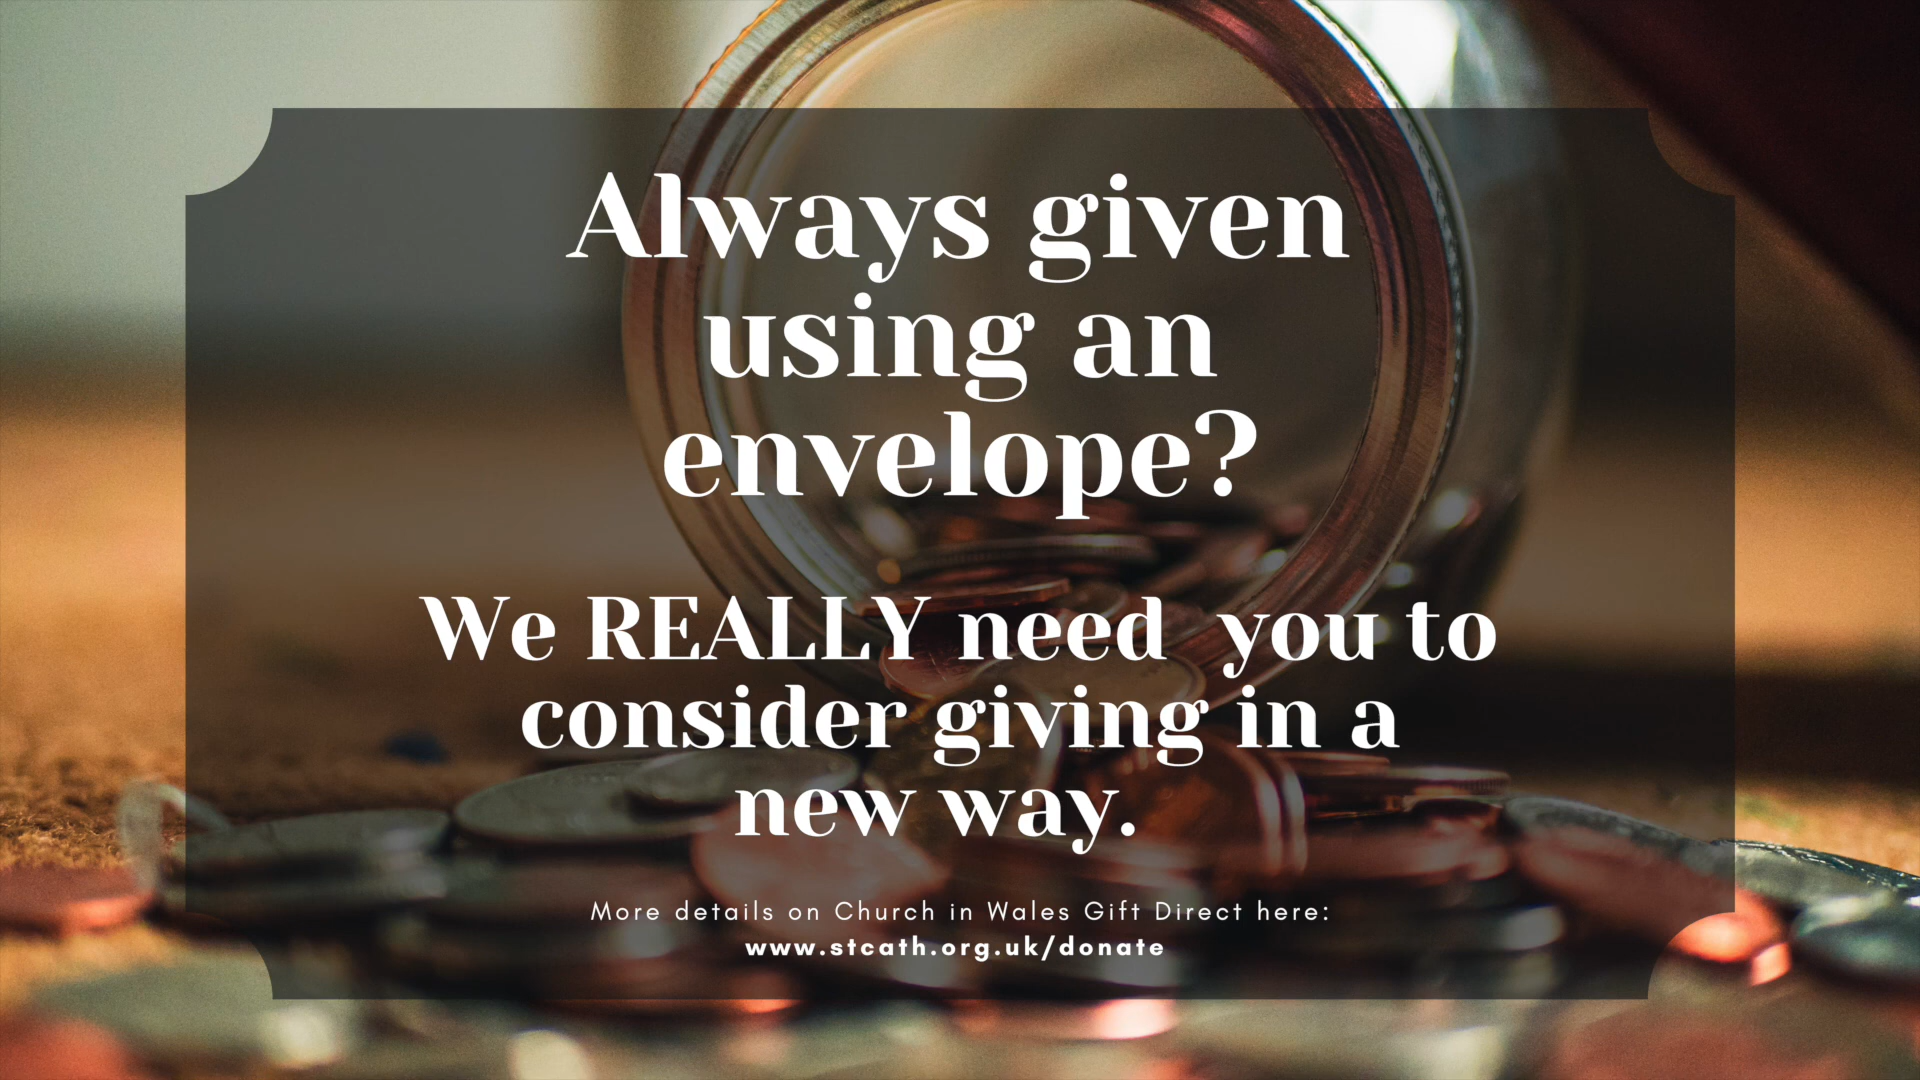 Always given
using an
envelope?
We REALLY need  you to
consider giving in a
new way.
More details on Church in Wales Gift Direct here:
www.stcath.org.uk/donate